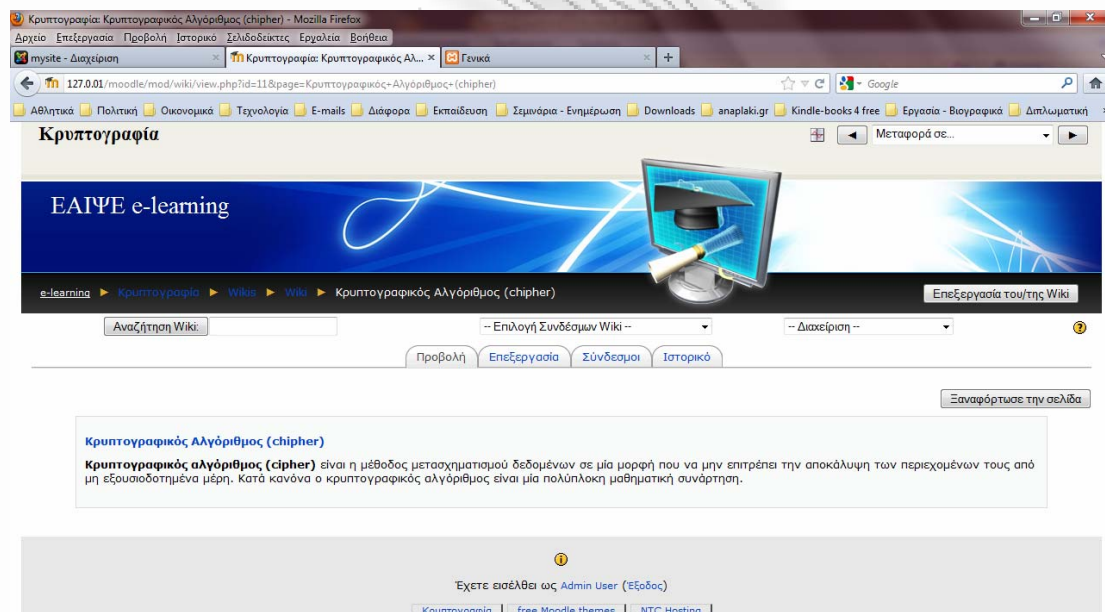 Κρυπτογραφία: Κρυπτογραφικός Αλγόριθμος (chipher) - Mozilla Firefox
Αρχείο Επεξεργασία Προβολή Ιστορικό Σελιδοδείκτες Εργαλεία Βοήθεια
mysite - Διαχείριση Κρυπτογραφία: Κρυπτογραφικός Αλ... Γενικά
127.0.01/moodle/mod/wiki/view.php?id=11&page=Κρυπτογραφικός+Αλγόριθμος+(chipher) Google
Αθλητικά Πολιτική Οικονομικά Τεχνολογία E-mails Διάφορα Εκπαίδευση Σεμινάρια - Ενημέρωση Downloads anaplaki.gr Kindle-books 4 free Εργασία - Βιογραφικά Διπλωματική
Κρυπτογραφία Μεταφορά σε...
ΕΑΙΨΕ e-learning
e-learning ► Κρυπτογραφία ► Wikis ► Wiki ► Κρυπτογραφικός Αλγόριθμος (chipher) Επεξεργασία του/της Wiki
Αναζήτηση Wiki: -- Επιλογή Συνδέσμων Wiki -- -- Διαχείριση --
Προβολή Επεξεργασία Σύνδεσμοι Ιστορικό
Ξαναφόρτωσε την σελίδα
Κρυπτογραφικός Αλγόριθμος (chipher)
Κρυπτογραφικός αλγόριθμος (cipher) είναι η μέθοδος μετασχηματισμού δεδομένων σε μία μορφή που να μην επιτρέπει την αποκάλυψη των περιεχομένων τους από
μη εξουσιοδοτημένα μέρη. Κατά κανόνα ο κρυπτογραφικός αλγόριθμος είναι μία πολύπλοκη μαθηματική συνάρτηση.
Έχετε εισέλθει ως Admin User (Έξοδος)
Κρυπτογραφία free Moodle themes NTC Hosting